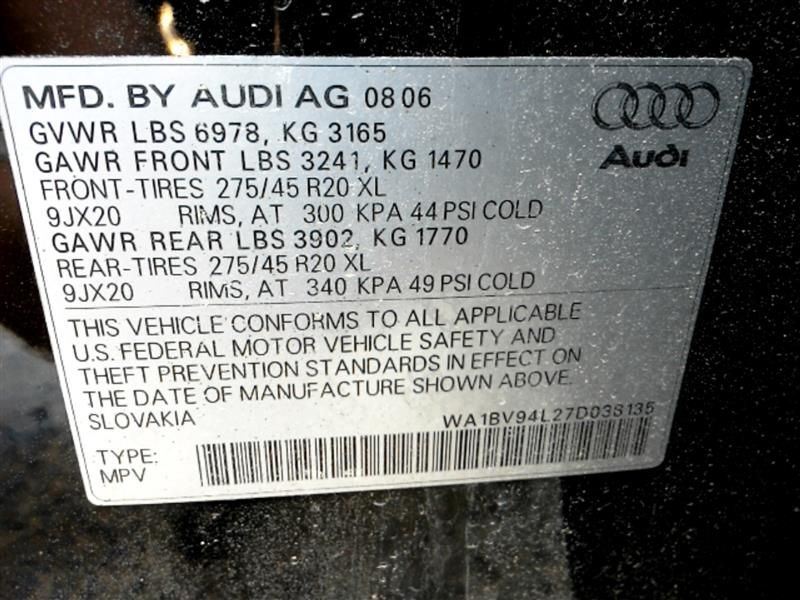 MFD. BY AUDI AG 08 06
GVWR LBS 6978, KG 3165
GAWR FRONT LBS 3241, KG 1470
FRONT-TIRES 275/45 R20 XL
9JX20 RIMS, AT 300 KPA 44 PSI COLD
GAWR REAR LBS 3902, KG 1770
REAR-TIRES 275/45 R20 XL
9JX20 RIMS, AT 340 KPA 49 PSI COLD
Audi
THIS VEHICLE CONFORMS TO ALL APPLICABLE
U.S. FEDERAL MOTOR VEHICLE SAFETY AND
THEFT PREVENTION STANDARDS IN EFFECT ON
THE DATE OF MANUFACTURE SHOWN ABOVE.
SLOVAKIA
WA1BV94L27D038135
TYPE:
MPV